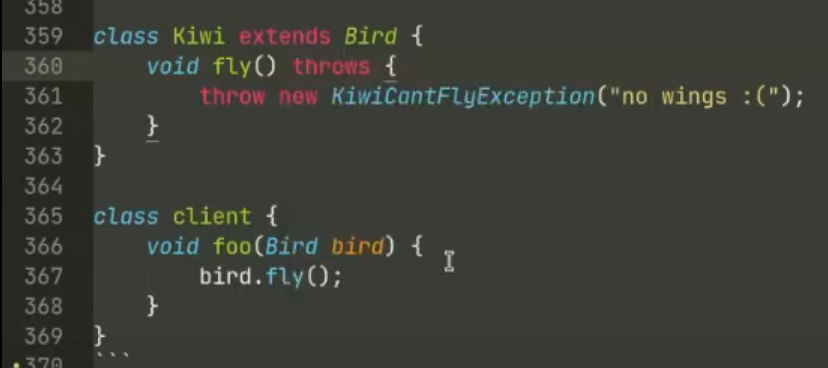 358
359 class Kiwi extends Bird {
360     void fly() throws {
361         throw new KiwiCantFlyException("no wings :(");
362     }
363 }
364
365 class client {
366     void foo(Bird bird) {
367         bird.fly();
368     }
369 }
370 ```